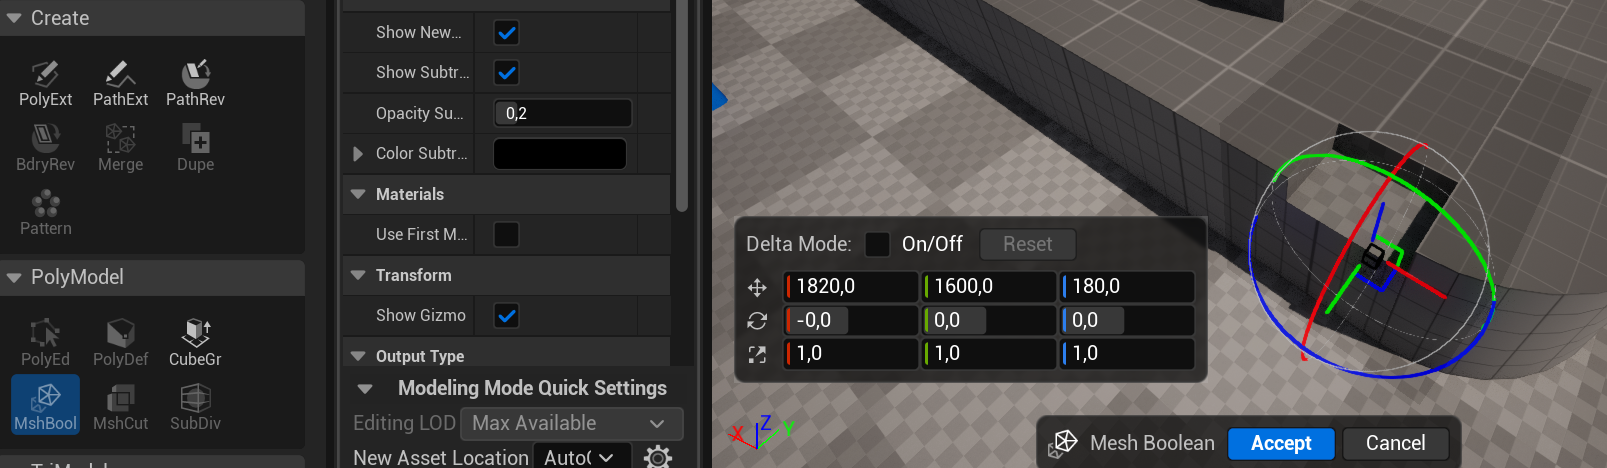 Create
PolyExt PathExt PathRev
BdryRev Merge Dupe
Pattern
PolyModel
PolyEd PolyDef CubeGr
MshBool MshCut SubDiv
Show New...
Show Subtr...
Opacity Su... 0,2
Color Subtr...
Materials
Use First M...
Transform
Show Gizmo
Output Type
Modeling Mode Quick Settings
Editing LOD Max Available
New Asset Location
Delta Mode: On/Off Reset
1820,0 1600,0 180,0
-0,0 0,0 0,0
1,0 1,0 1,0
X Z Y
Mesh Boolean Accept Cancel